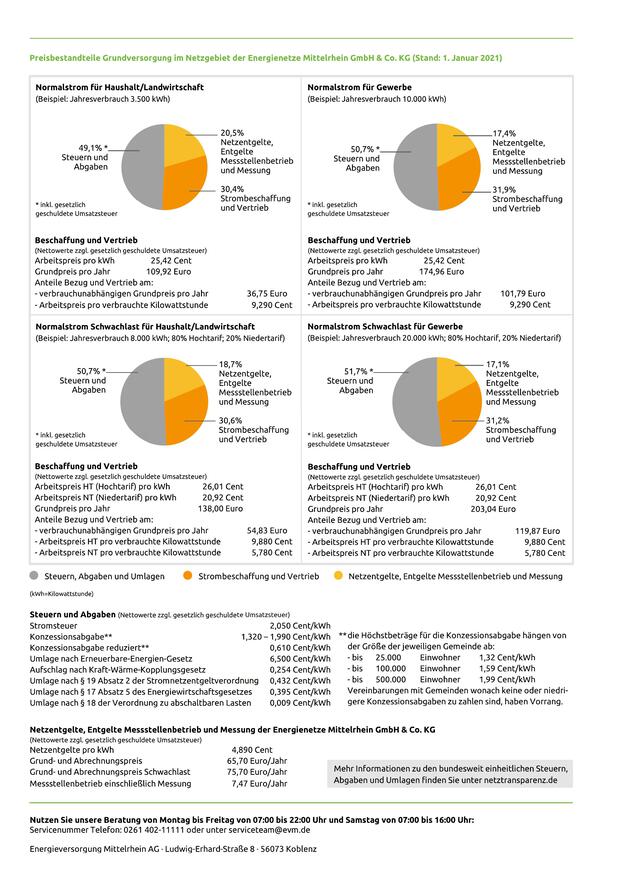 Preisbestandteile Grundversorgung im Netzgebiet der Energienetze Mittelrhein GmbH & Co. KG (Stand: 1. Januar 2021)
Normalstrom für Haushalt/Landwirtschaft
(Beispiel: Jahresverbrauch 3.500 kWh)
49,1% *
Steuern und
Abgaben
20,5%
Netzentgelte,
Entgelte
Messstellenbetrieb
und Messung
30,4%
Strombeschaffung
und Vertrieb
* inkl. gesetzlich
geschuldete Umsatzsteuer
Beschaffung und Vertrieb
(Nettowerte zzgl. gesetzlich geschuldete Umsatzsteuer)
Arbeitspreis pro kWh 25,42 Cent
Grundpreis pro Jahr 109,92 Euro
Anteile Bezug und Vertrieb am:
- verbrauchunabhängigen Grundpreis pro Jahr 36,75 Euro
- Arbeitspreis pro verbrauchte Kilowattstunde 9,290 Cent
Normalstrom für Gewerbe
(Beispiel: Jahresverbrauch 10.000 kWh)
50,7% *
Steuern und
Abgaben
17,4%
Netzentgelte,
Entgelte
Messstellenbetrieb
und Messung
31,9%
Strombeschaffung
und Vertrieb
* inkl. gesetzlich
geschuldete Umsatzsteuer
Beschaffung und Vertrieb
(Nettowerte zzgl. gesetzlich geschuldete Umsatzsteuer)
Arbeitspreis pro kWh 25,42 Cent
Grundpreis pro Jahr 174,96 Euro
Anteile Bezug und Vertrieb am:
- verbrauchunabhängigen Grundpreis pro Jahr 101,79 Euro
- Arbeitspreis pro verbrauchte Kilowattstunde 9,290 Cent
Normalstrom Schwachlast für Haushalt/Landwirtschaft
(Beispiel: Jahresverbrauch 8.000 kWh; 80% Hochtarif; 20% Niedertarif)
50,7% *
Steuern und
Abgaben
18,7%
Netzentgelte,
Entgelte
Messstellenbetrieb
und Messung
30,6%
Strombeschaffung
und Vertrieb
* inkl. gesetzlich
geschuldete Umsatzsteuer
Beschaffung und Vertrieb
(Nettowerte zzgl. gesetzlich geschuldete Umsatzsteuer)
Arbeitspreis HT (Hochtarif) pro kWh 26,01 Cent
Arbeitspreis NT (Niedertarif) pro kWh 20,92 Cent
Grundpreis pro Jahr 138,00 Euro
Anteile Bezug und Vertrieb am:
- verbrauchunabhängigen Grundpreis pro Jahr 54,83 Euro
- Arbeitspreis HT pro verbrauchte Kilowattstunde 9,880 Cent
- Arbeitspreis NT pro verbrauchte Kilowattstunde 5,780 Cent
Normalstrom Schwachlast für Gewerbe
(Beispiel: Jahresverbrauch 20.000 kWh; 80% Hochtarif, 20% Niedertarif)
51,7% *
Steuern und
Abgaben
17,1%
Netzentgelte,
Entgelte
Messstellenbetrieb
und Messung
31,2%
Strombeschaffung
und Vertrieb
* inkl. gesetzlich
geschuldete Umsatzsteuer
Beschaffung und Vertrieb
(Nettowerte zzgl. gesetzlich geschuldete Umsatzsteuer)
Arbeitspreis HT (Hochtarif) pro kWh 26,01 Cent
Arbeitspreis NT (Niedertarif) pro kWh 20,92 Cent
Grundpreis pro Jahr 203,04 Euro
Anteile Bezug und Vertrieb am:
- verbrauchunabhängigen Grundpreis pro Jahr 119,87 Euro
- Arbeitspreis HT pro verbrauchte Kilowattstunde 9,880 Cent
- Arbeitspreis NT pro verbrauchte Kilowattstunde 5,780 Cent
Steuern, Abgaben und Umlagen Strombeschaffung und Vertrieb Netzentgelte, Entgelte Messstellenbetrieb und Messung
(kWh=Kilowattstunde)
Steuern und Abgaben (Nettowerte zzgl. gesetzlich geschuldete Umsatzsteuer)
Stromsteuer 2,050 Cent/kWh
Konzessionsabgabe** 1,320 – 1,990 Cent/kWh
Konzessionsabgabe reduziert** 0,610 Cent/kWh
Umlage nach Erneuerbare-Energien-Gesetz 6,500 Cent/kWh
Aufschlag nach Kraft-Wärme-Kopplungsgesetz 0,254 Cent/kWh
Umlage nach § 19 Absatz 2 der Stromnetzentgeltverordnung 0,432 Cent/kWh
Umlage nach § 17 Absatz 5 des Energiewirtschaftsgesetzes 0,395 Cent/kWh
Umlage nach § 18 der Verordnung zu abschaltbaren Lasten 0,009 Cent/kWh
** die Höchstbeträge für die Konzessionsabgabe hängen von
der Größe der jeweiligen Gemeinde ab:
- bis 25.000 Einwohner 1,32 Cent/kWh
- bis 100.000 Einwohner 1,59 Cent/kWh
- bis 500.000 Einwohner 1,99 Cent/kWh
Vereinbarungen mit Gemeinden wonach keine oder niedri-
gere Konzessionsabgaben zu zahlen sind, haben Vorrang.
Netzentgelte, Entgelte Messstellenbetrieb und Messung der Energienetze Mittelrhein GmbH & Co. KG
(Nettowerte zzgl. gesetzlich geschuldete Umsatzsteuer)
Netzentgelte pro kWh 4,890 Cent
Grund- und Abrechnungspreis 65,70 Euro/Jahr
Grund- und Abrechnungspreis Schwachlast 75,70 Euro/Jahr
Messstellenbetrieb einschließlich Messung 7,47 Euro/Jahr
Mehr Informationen zu den bundesweit einheitlichen Steuern,
Abgaben und Umlagen finden Sie unter netztransparenz.de
Nutzen Sie unsere Beratung von Montag bis Freitag von 07:00 bis 22:00 Uhr und Samstag von 07:00 bis 16:00 Uhr:
Servicenummer Telefon: 0261 402-11111 oder unter serviceteam@evm.de
Energieversorgung Mittelrhein AG · Ludwig-Erhard-Straße 8 · 56073 Koblenz